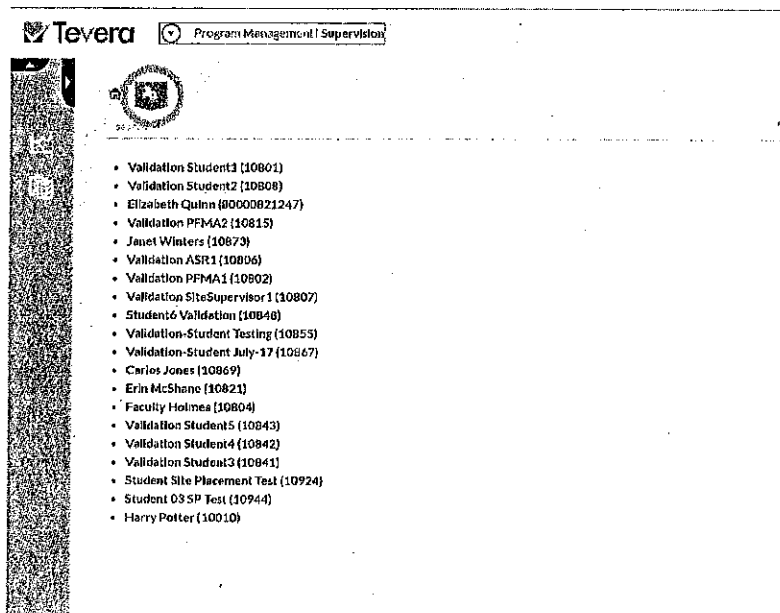 Tevera
Program Management | Supervision
• Validation Student1 (10801)
• Validation Student2 (10808)
• Elizabeth Quinn (80000821247)
• Validation PFMA2 (10815)
• Janet Winters (10873)
• Validation ASR1 (10806)
• Validation PFMA1 (10802)
• Validation SiteSupervisor1 (10807)
• Student6 Validation (10848)
• Validation-Student Testing (10855)
• Validation-Student July-17 (10867)
• Carlos Jones (10869)
• Erin McShane (10821)
• Faculty Holmes (10804)
• Validation Student5 (10843)
• Validation Student4 (10842)
• Validation Student3 (10841)
• Student Site Placement Test (10924)
• Student 03 SP Test (10944)
• Harry Potter (10010)